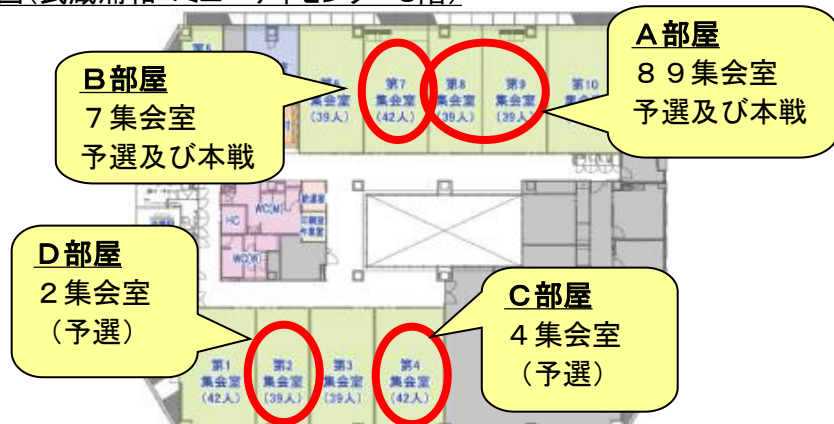 Ｂ部屋
７集会室
予選及び本戦
Ａ部屋
８９集会室
予選及び本戦
集会室
(39人)
第7
集会室
(42人)
第8
集会室
(39人)
第9
集会室
(39人)
第10
HC
WC(M)
WC(W)
Ｄ部屋
２集会室
（予選）
Ｃ部屋
４集会室
（予選）
第1
集会室
(42人)
第2
集会室
(39人)
第3
集会室
(39人)
第4
集会室
(42人)